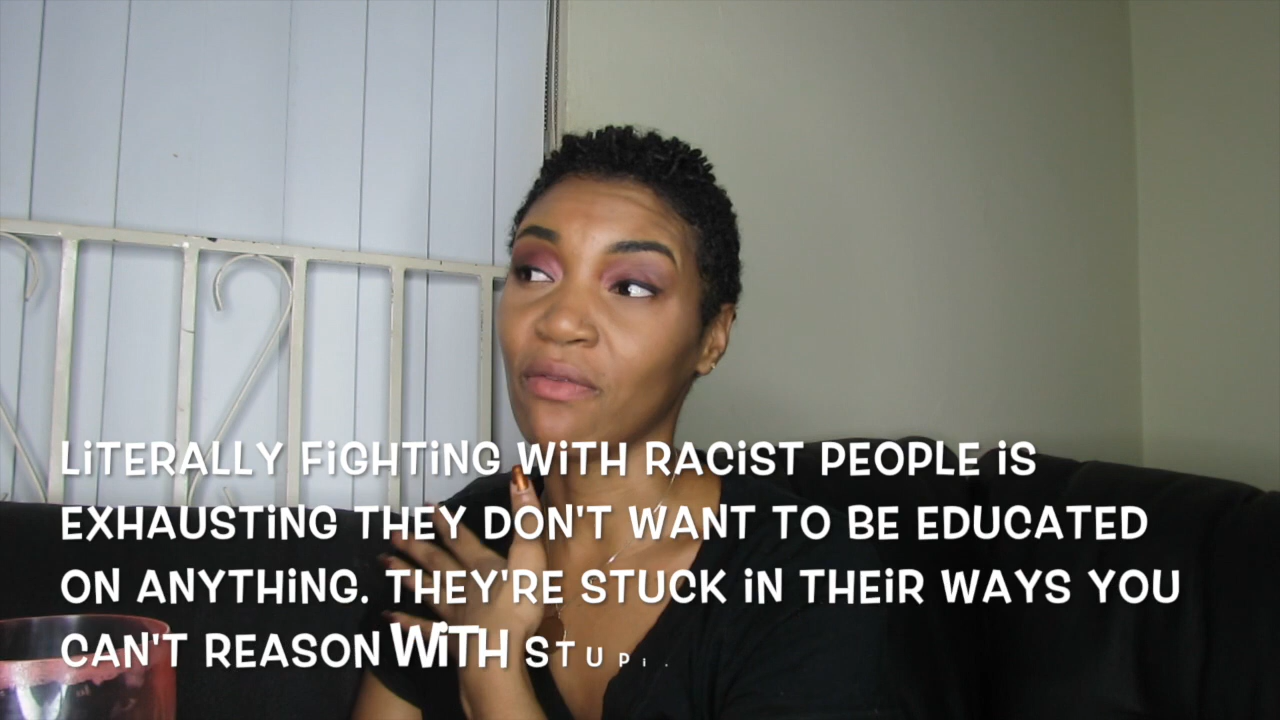 LiTERALLY FiGHTiNG WiTH RACiST PEOPLE iS
EXHAUSTiNG THEY DON'T WANT TO BE EDUCATED
ON ANYTHiNG. THEY'RE STUCK iN THEiR WAYS YOU
CAN'T REASON WiTH STUPi